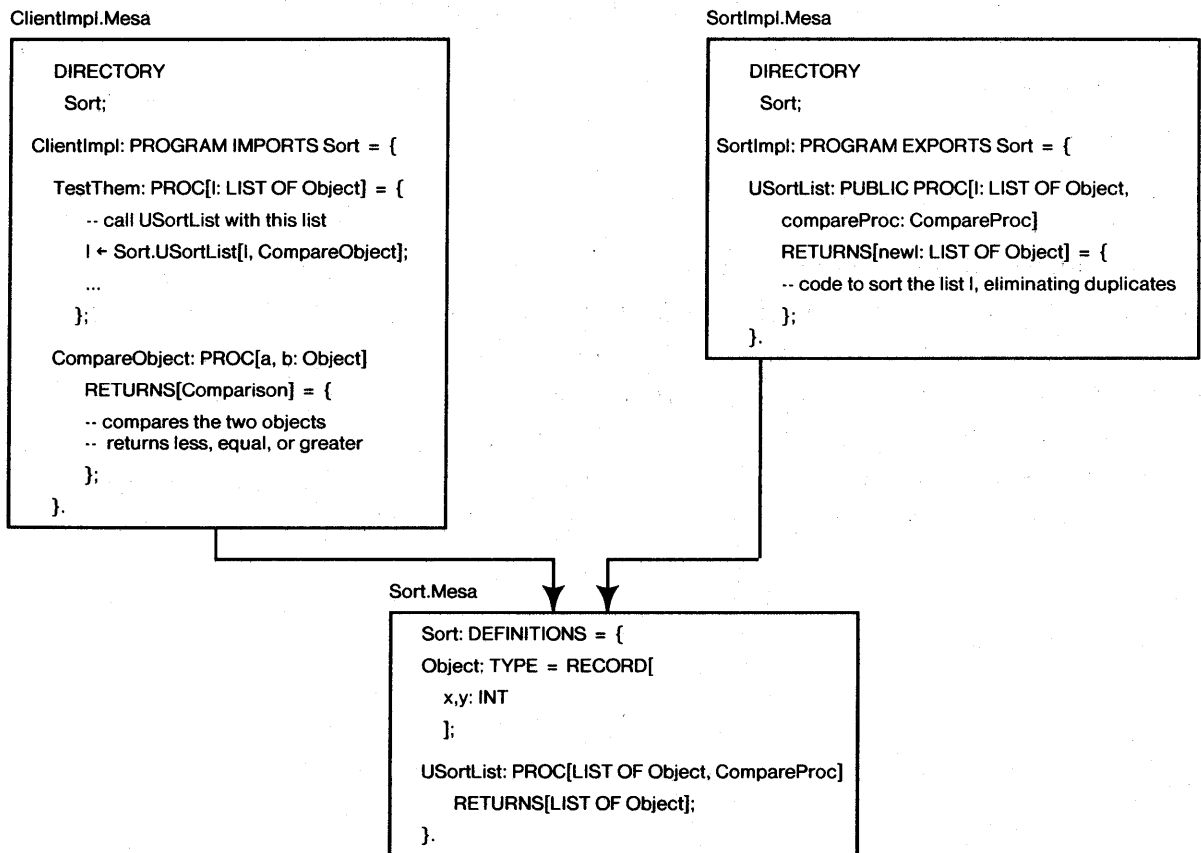 ClientImpl.Mesa
DIRECTORY
Sort;
ClientImpl: PROGRAM IMPORTS Sort = {
TestThem: PROC[l: LIST OF Object] = {
-- call USortList with this list
l ← Sort.USortList[l, CompareObject];
...
};
CompareObject: PROC[a, b: Object]
RETURNS[Comparison] = {
-- compares the two objects
-- returns less, equal, or greater
};
}.
SortImpl.Mesa
DIRECTORY
Sort;
SortImpl: PROGRAM EXPORTS Sort = {
USortList: PUBLIC PROC[l: LIST OF Object,
compareProc: CompareProc]
RETURNS[newl: LIST OF Object] = {
-- code to sort the list l, eliminating duplicates
};
}.
Sort.Mesa
Sort: DEFINITIONS = {
Object: TYPE = RECORD[
x,y: INT
];
USortList: PROC[LIST OF Object, CompareProc]
RETURNS[LIST OF Object];
}.